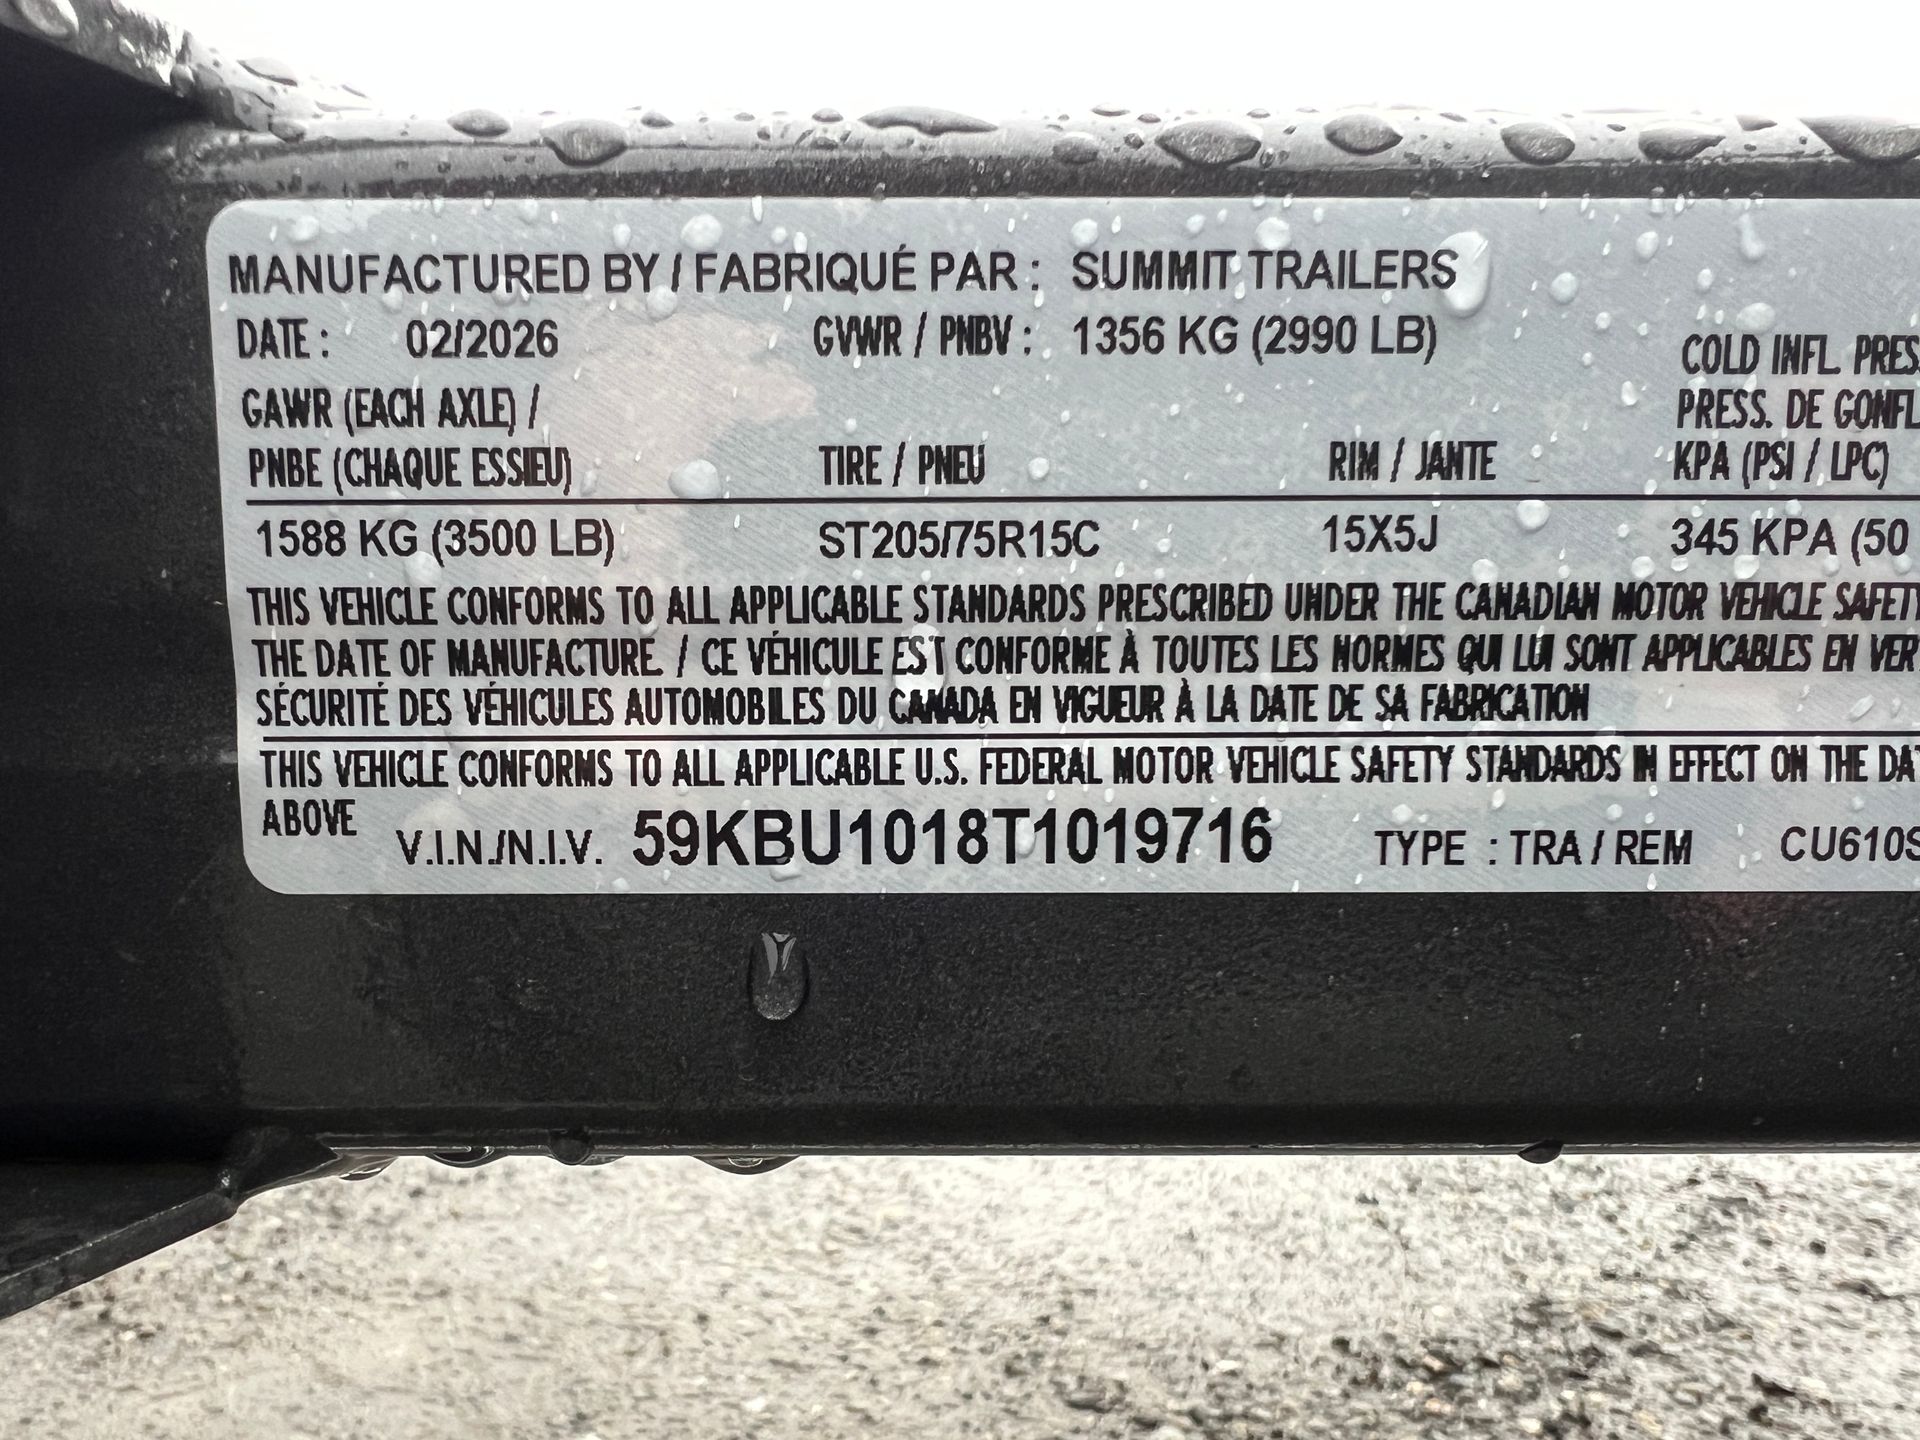 MANUFACTURED BY / FABRIQUÉ PAR : SUMMIT TRAILERS
DATE : 02/2026 GVWR / PNBV : 1356 KG (2990 LB)
COLD INFL. PRES
GAWR (EACH AXLE) / PRESS. DE GONFL
PNBE (CHAQUE ESSIEU) TIRE / PNEU RIM / JANTE KPA (PSI / LPC)
1588 KG (3500 LB) ST205/75R15C 15X5J 345 KPA (50
THIS VEHICLE CONFORMS TO ALL APPLICABLE STANDARDS PRESCRIBED UNDER THE CANADIAN MOTOR VEHICLE SAFETY
THE DATE OF MANUFACTURE. / CE VÉHICULE EST CONFORME À TOUTES LES NORMES QUI LUI SONT APPLICABLES EN VER
SÉCURITÉ DES VÉHICULES AUTOMOBILES DU CANADA EN VIGUEUR À LA DATE DE SA FABRICATION
THIS VEHICLE CONFORMS TO ALL APPLICABLE U.S. FEDERAL MOTOR VEHICLE SAFETY STANDARDS IN EFFECT ON THE DAT
ABOVE V.I.N./N.I.V. 59KBU1018T1019716 TYPE : TRA / REM CU610S